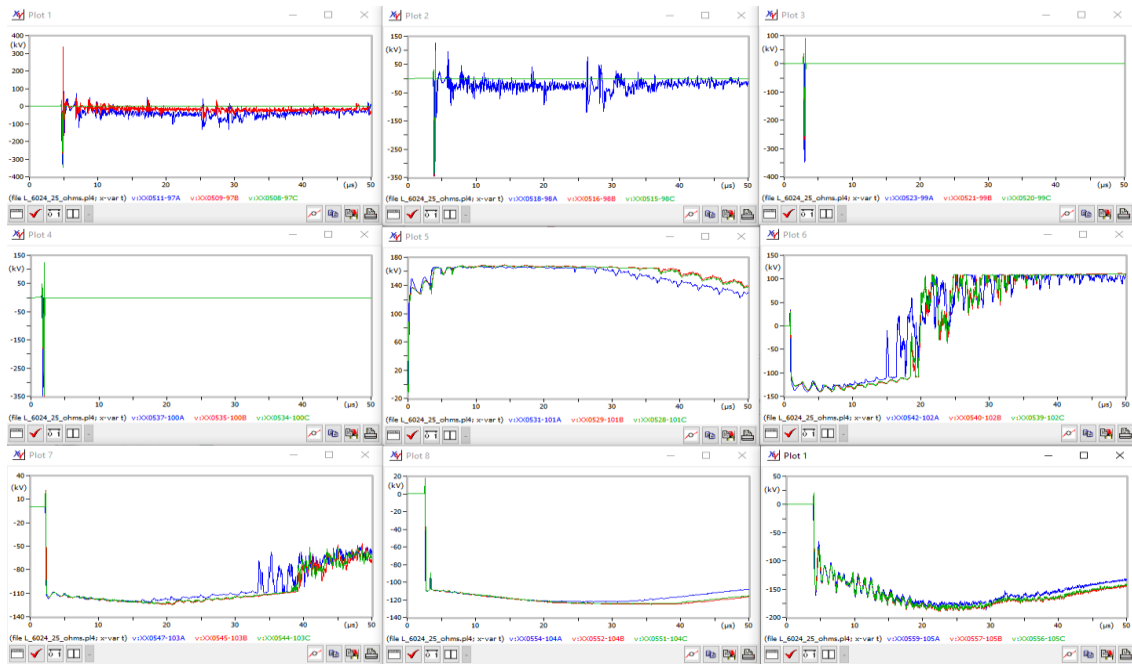 Plot 1
400
(kV)
300
200
100
0
-100
-200
-300
-400
0 10 20 30 40 (µs) 50
(file L_6024_25_ohms.pl4; x-var t) v:XX0511-97A v:XX0509-97B v:XX0508-97C
Plot 2
150
(kV)
50
-50
-150
-250
-350
0 10 20 30 40 (µs) 50
(file L_6024_25_ohms.pl4; x-var t) v:XX0518-98A v:XX0516-98B v:XX0515-98C
Plot 3
100
(kV)
0
-100
-200
-300
-400
0 10 20 30 40 (µs) 50
(file L_6024_25_ohms.pl4; x-var t) v:XX0523-99A v:XX0521-99B v:XX0520-99C
Plot 4
150
(kV)
50
-50
-150
-250
-350
0 10 20 30 40 (µs) 50
(file L_6024_25_ohms.pl4; x-var t) v:XX0537-100A v:XX0535-100B v:XX0534-100C
Plot 5
180
(kV)
140
100
60
20
-20
0 10 20 30 40 (µs) 50
(file L_6024_25_ohms.pl4; x-var t) v:XX0531-101A v:XX0529-101B v:XX0528-101C
Plot 6
150
(kV)
100
50
0
-50
-100
-150
0 10 20 30 40 (µs) 50
(file L_6024_25_ohms.pl4; x-var t) v:XX0542-102A v:XX0540-102B v:XX0539-102C
Plot 7
40
(kV)
10
-20
-50
-80
-110
-140
0 10 20 30 40 (µs) 50
(file L_6024_25_ohms.pl4; x-var t) v:XX0547-103A v:XX0545-103B v:XX0544-103C
Plot 8
20
(kV)
0
-20
-40
-60
-80
-100
-120
-140
0 10 20 30 40 (µs) 50
(file L_6024_25_ohms.pl4; x-var t) v:XX0554-104A v:XX0552-104B v:XX0551-104C
Plot 1
50
(kV)
0
-50
-100
-150
-200
0 10 20 30 40 (µs) 50
(file L_6024_25_ohms.pl4; x-var t) v:XX0559-105A v:XX0557-105B v:XX0556-105C